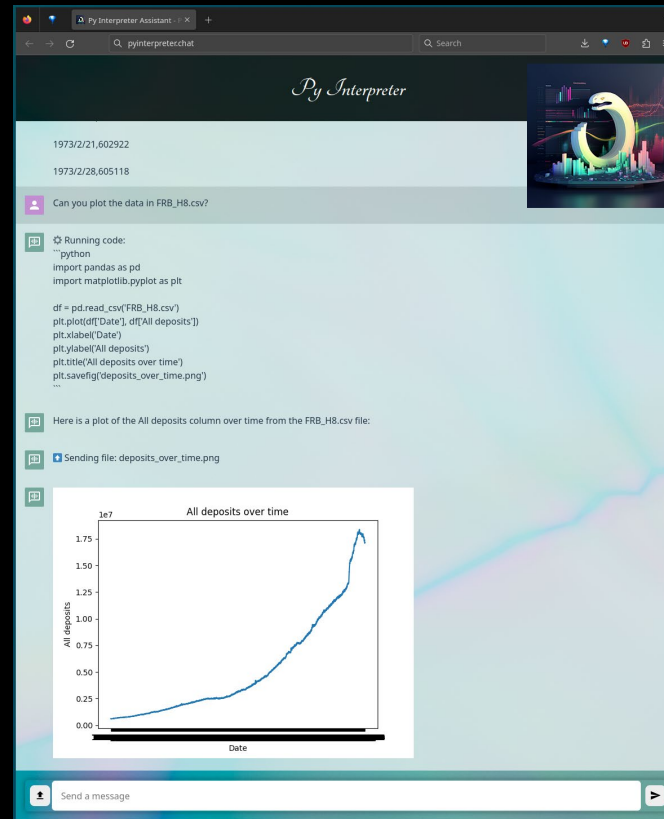 Py Interpreter Assistant - P
pyinterpreter.chat
Search
Py Interpreter
1973/2/21,602922
1973/2/28,605118
Can you plot the data in FRB_H8.csv?
Running code:
```python
import pandas as pd
import matplotlib.pyplot as plt
df = pd.read_csv('FRB_H8.csv')
plt.plot(df['Date'], df['All deposits'])
plt.xlabel('Date')
plt.ylabel('All deposits')
plt.title('All deposits over time')
plt.savefig('deposits_over_time.png')
```
Here is a plot of the All deposits column over time from the FRB_H8.csv file:
Sending file: deposits_over_time.png
1e7
All deposits over time
1.75
1.50
1.25
1.00
0.75
0.50
0.25
0.00
All deposits
Date
Send a message